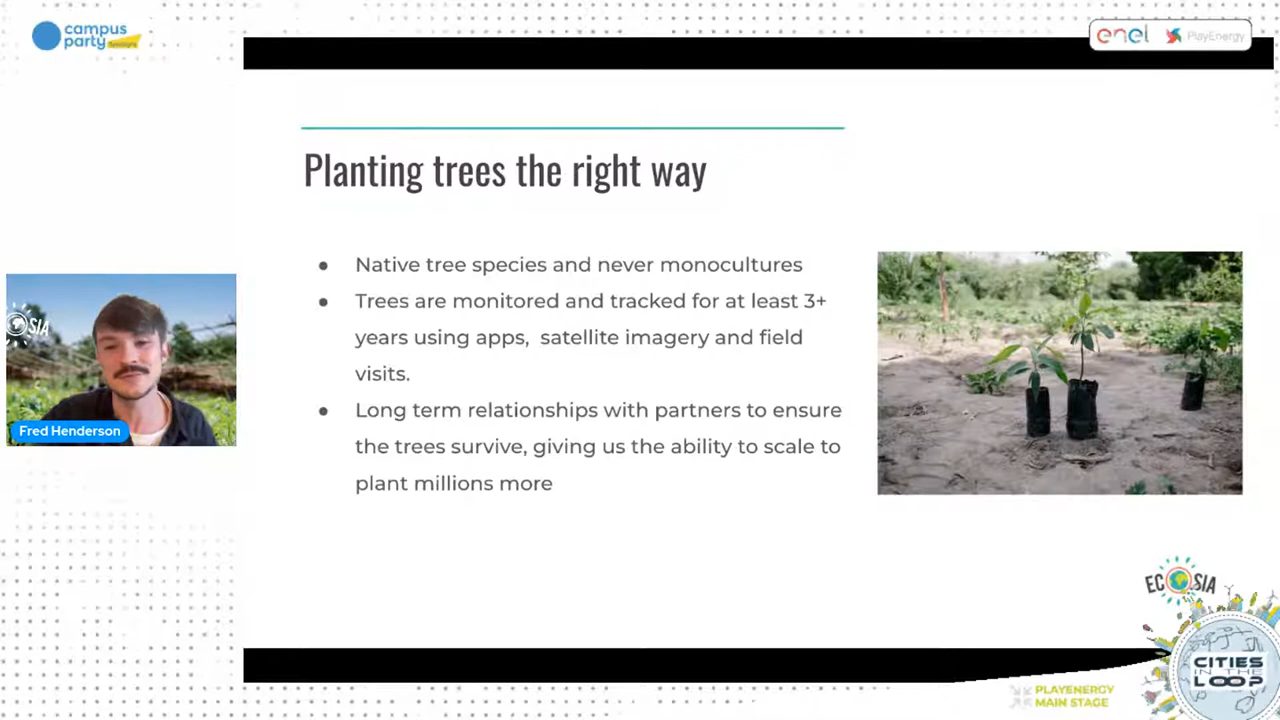 campus
party
enel PlayEnergy
Planting trees the right way
● Native tree species and never monocultures
● Trees are monitored and tracked for at least 3+
years using apps, satellite imagery and field
visits.
● Long term relationships with partners to ensure
the trees survive, giving us the ability to scale to
plant millions more
SIA
Fred Henderson
ECOSIA
CITIES
IN THE
LOOP
PLAYENERGY
MAIN STAGE